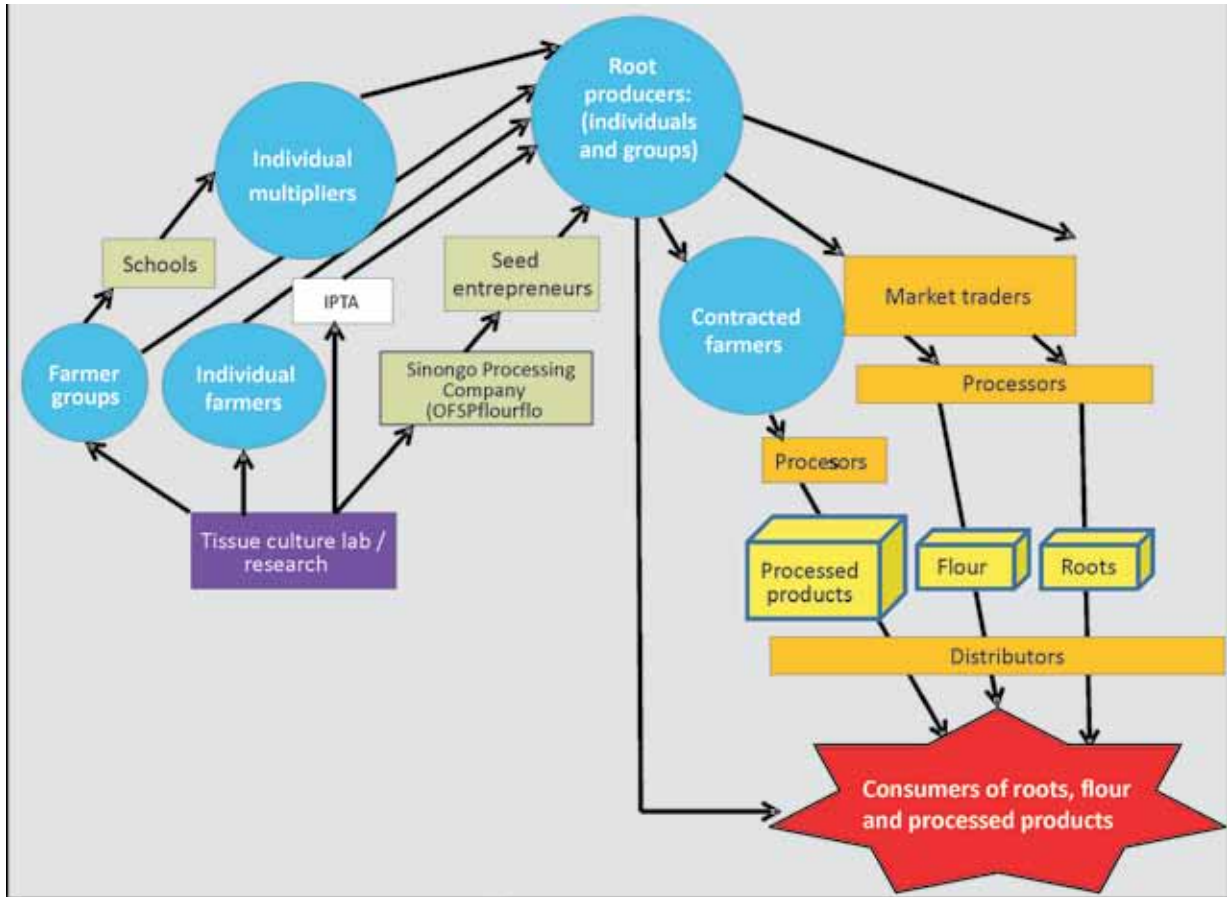 Root
producers:
(individuals
and groups)
Individual
multipliers
Schools
Seed
entrepreneurs
IPTA
Market traders
Contracted
farmers
Farmer
groups
Individual
farmers
Sinongo Processing
Company
(OFSPflourflo
Processors
Procesors
Tissue culture lab /
research
Processed
products
Flour
Roots
Distributors
Consumers of roots, flour
and processed products